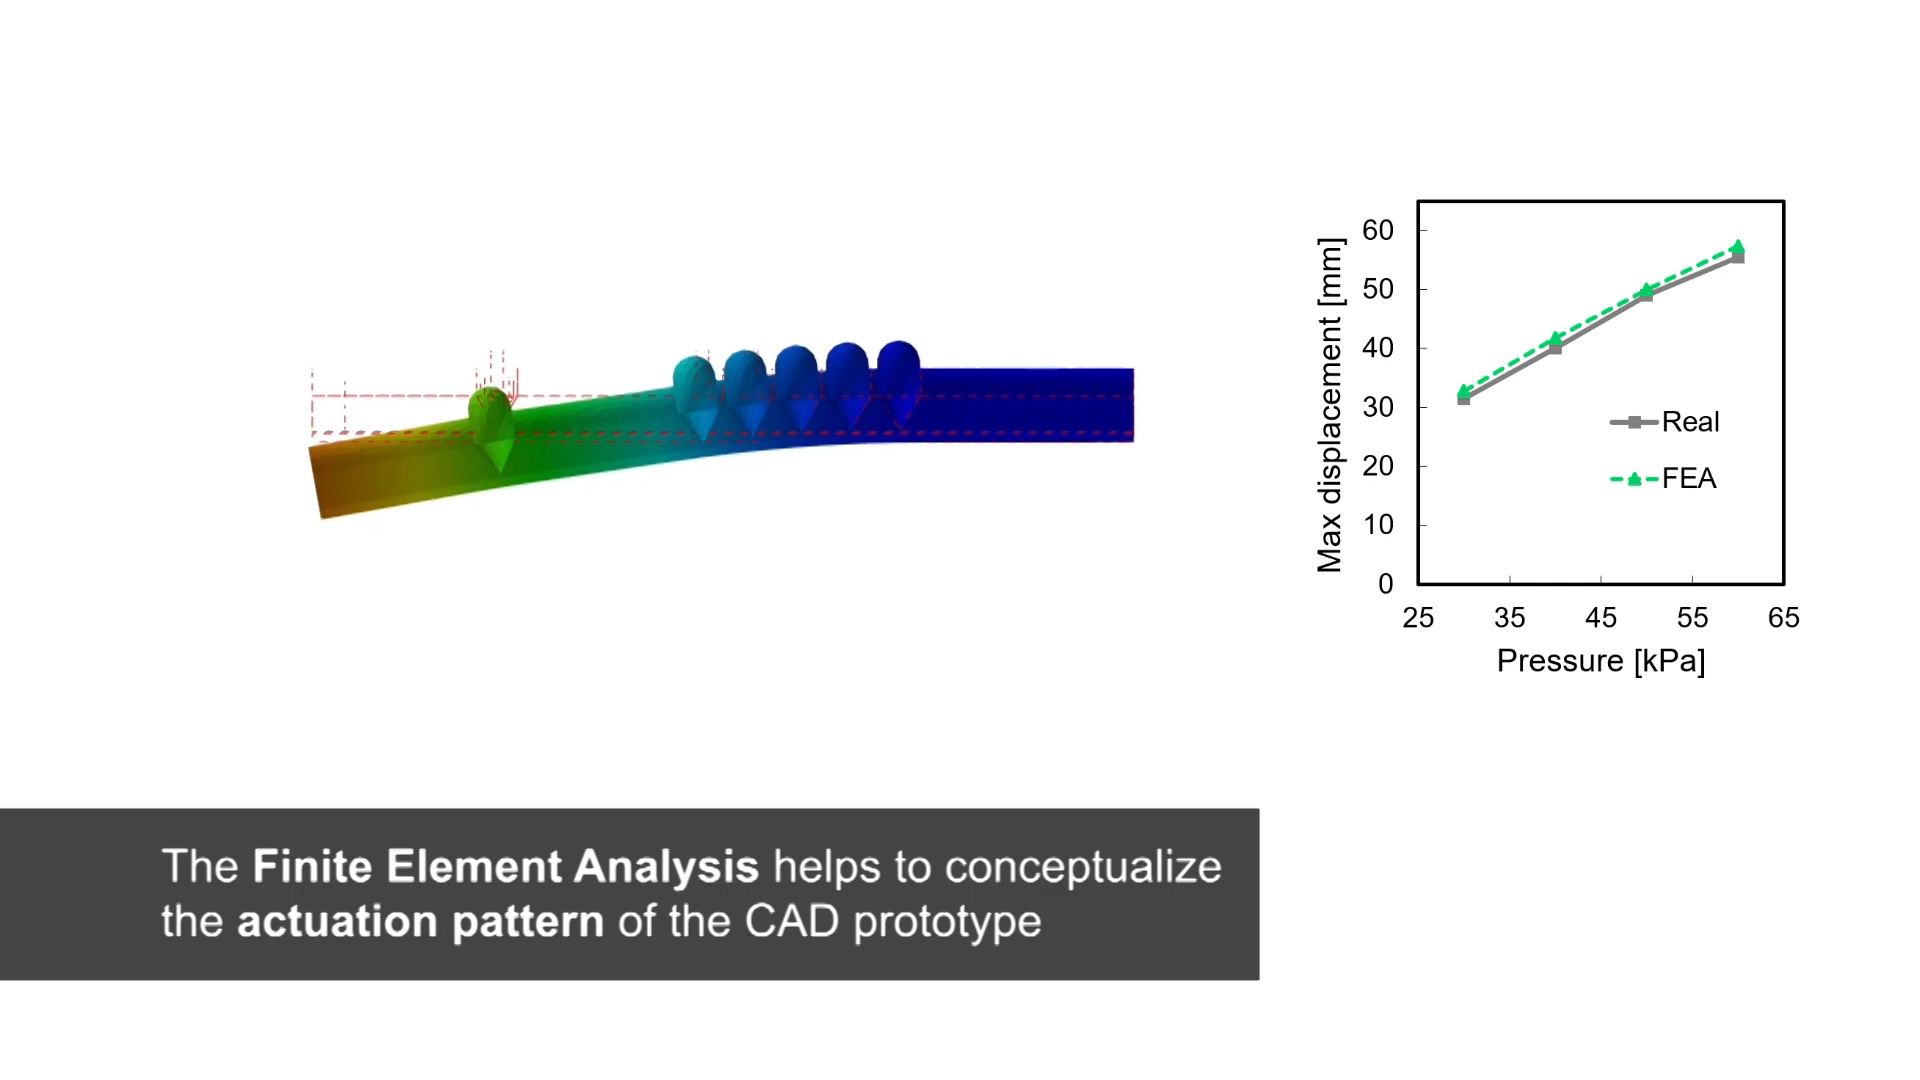 Max displacement [mm]
60
50
40
30
20
10
0
25 35 45 55 65
Pressure [kPa]
Real
FEA
The Finite Element Analysis helps to conceptualize
the actuation pattern of the CAD prototype